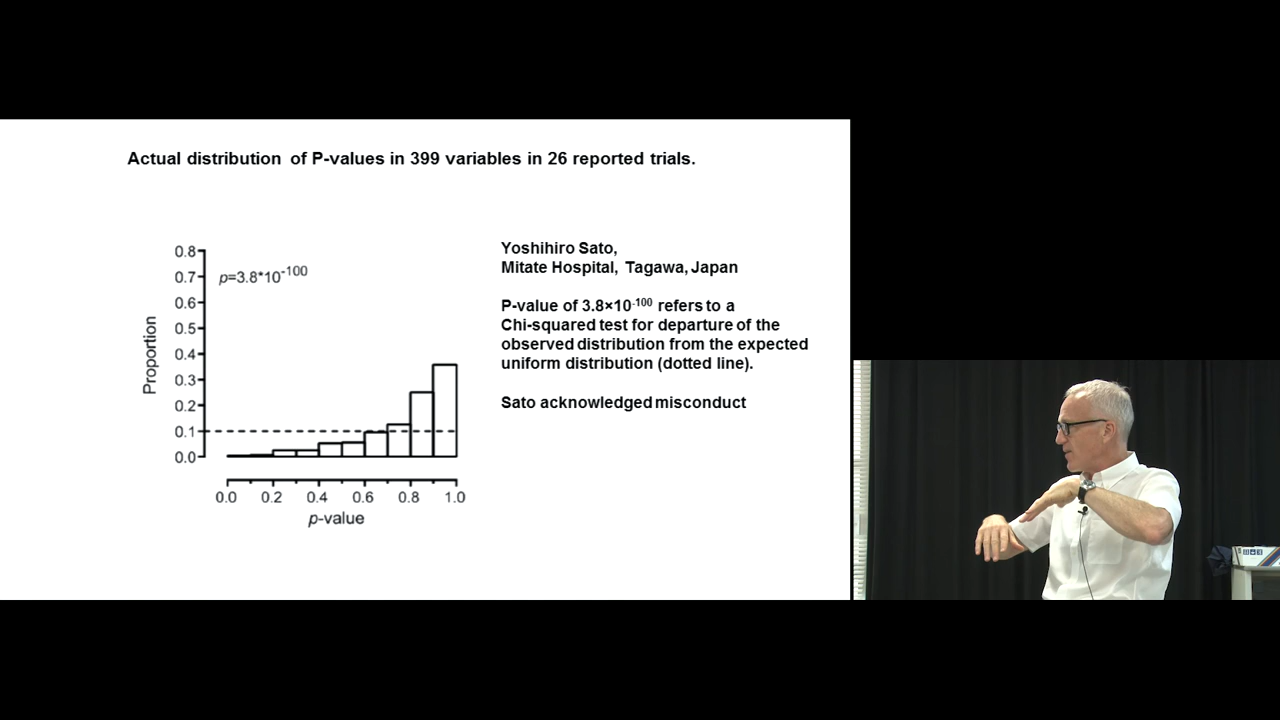 Actual distribution of P-values in 399 variables in 26 reported trials.
0.8
0.7
0.6
0.5
0.4
0.3
0.2
0.1
0.0
Proportion
p=3.8*10-100
0.0 0.2 0.4 0.6 0.8 1.0
p-value
Yoshihiro Sato,
Mitate Hospital, Tagawa, Japan
P-value of 3.8×10-100 refers to a
Chi-squared test for departure of the
observed distribution from the expected
uniform distribution (dotted line).
Sato acknowledged misconduct